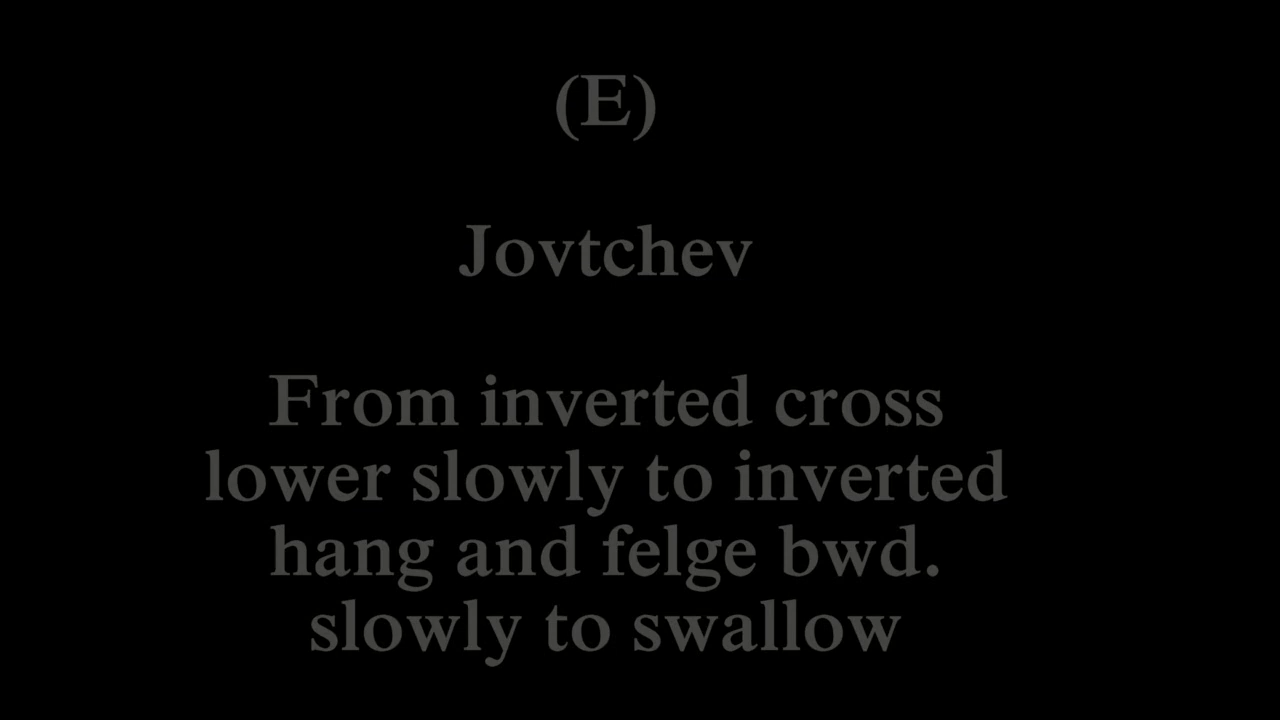 (E)
Jovtchev
From inverted cross
lower slowly to inverted
hang and felge bwd.
slowly to swallow